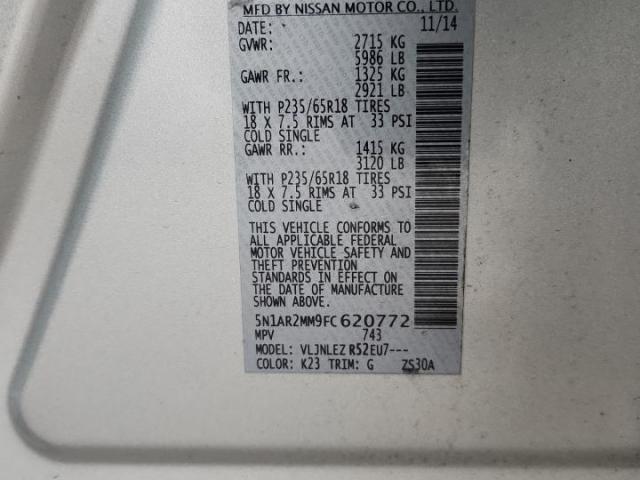 MFD BY NISSAN MOTOR CO., LTD.
DATE: 11/14
GVWR: 2715 KG
5986 LB
GAWR FR.: 1325 KG
2921 LB
WITH P235/65R18 TIRES
18 X 7.5 RIMS AT 33 PSI
COLD SINGLE
GAWR RR.: 1415 KG
3120 LB
WITH P235/65R18 TIRES
18 X 7.5 RIMS AT 33 PSI
COLD SINGLE
THIS VEHICLE CONFORMS TO
ALL APPLICABLE FEDERAL
MOTOR VEHICLE SAFETY AND
THEFT PREVENTION
STANDARDS IN EFFECT ON
THE DATE OF MANUFACTURE
SHOWN ABOVE.
5N1AR2MM9FC620772
MPV 743
MODEL: VLJNLEZ R52EU7---
COLOR: K23 TRIM: G ZS30A